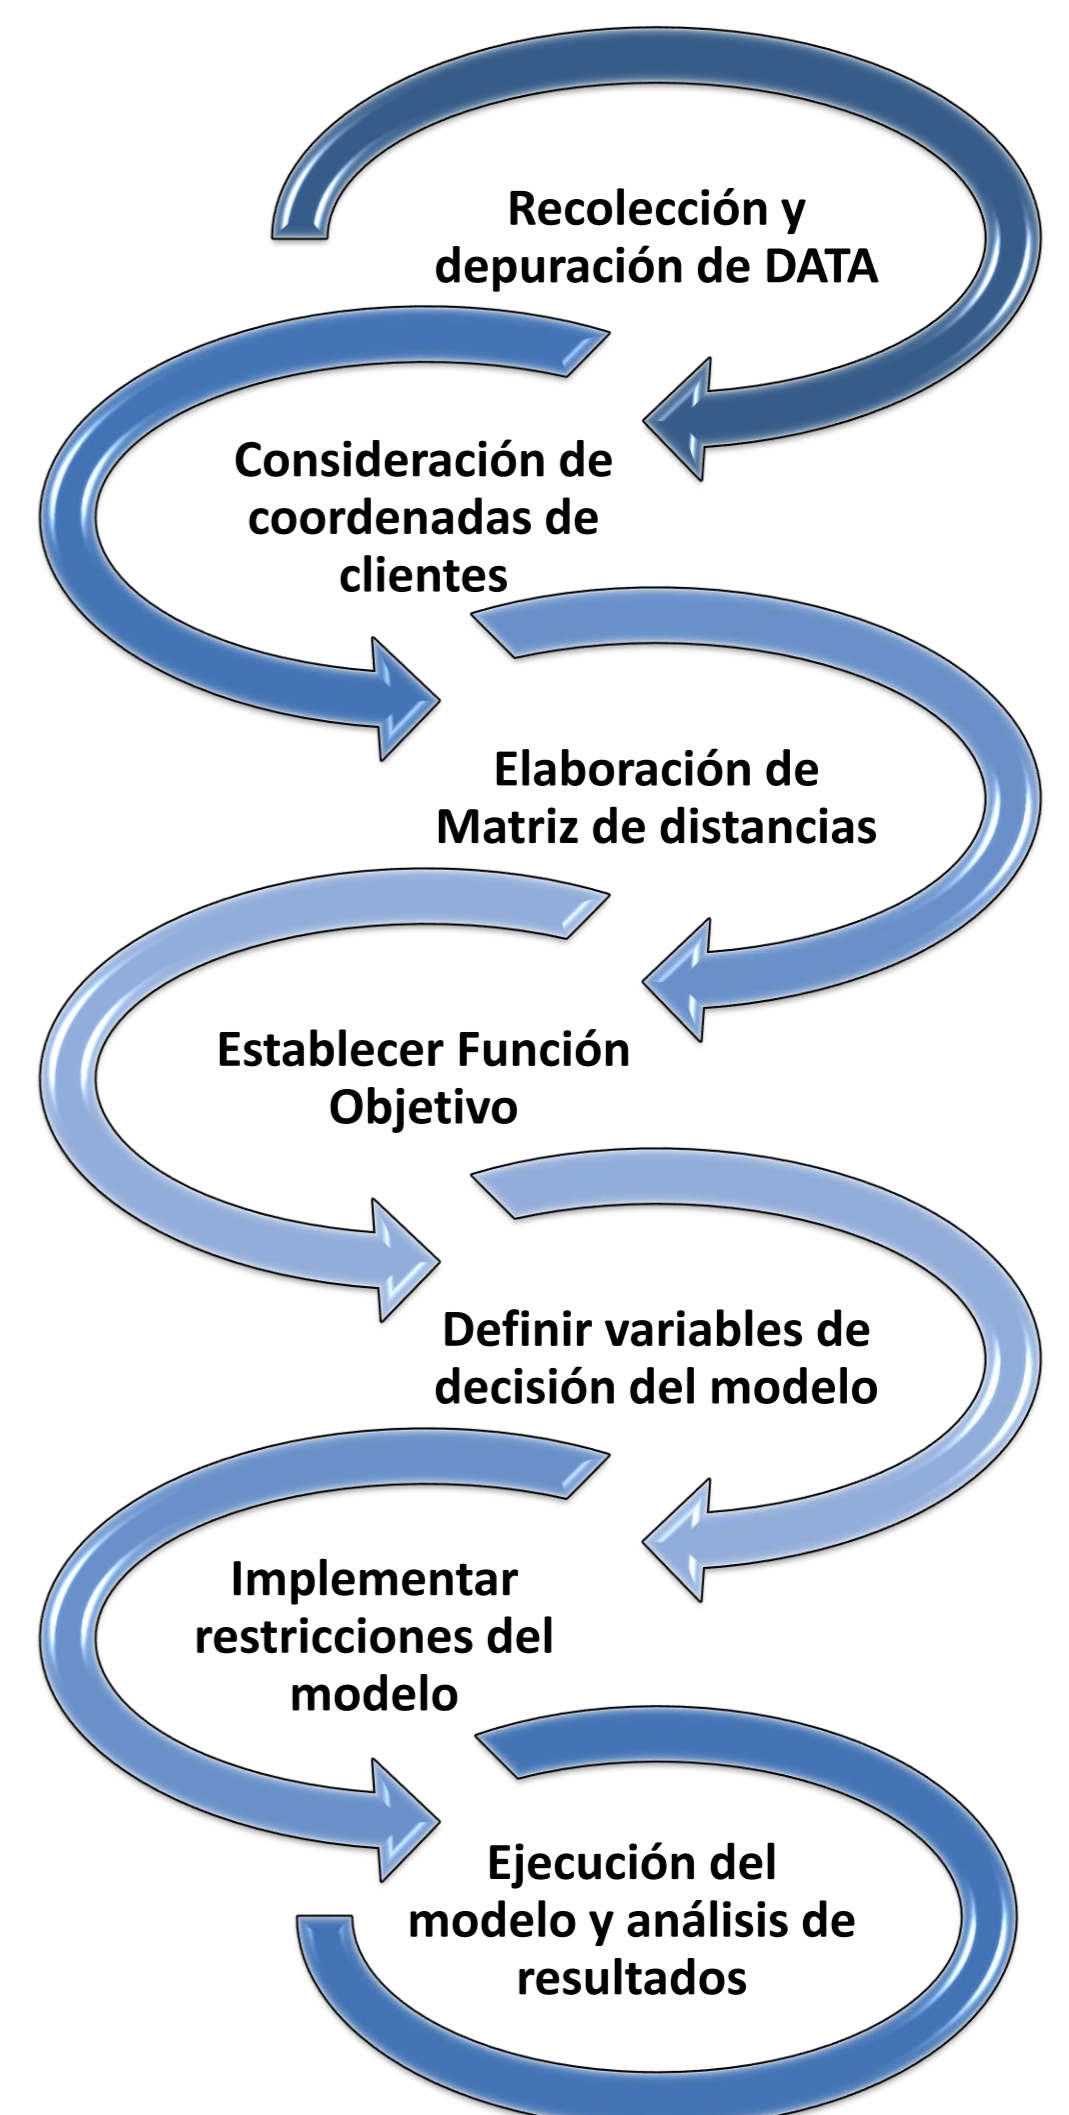 Recolección y
depuración de DATA
Consideración de
coordenadas de
clientes
Elaboración de
Matriz de distancias
Establecer Función
Objetivo
Definir variables de
decisión del modelo
Implementar
restricciones del
modelo
Ejecución del
modelo y análisis de
resultados